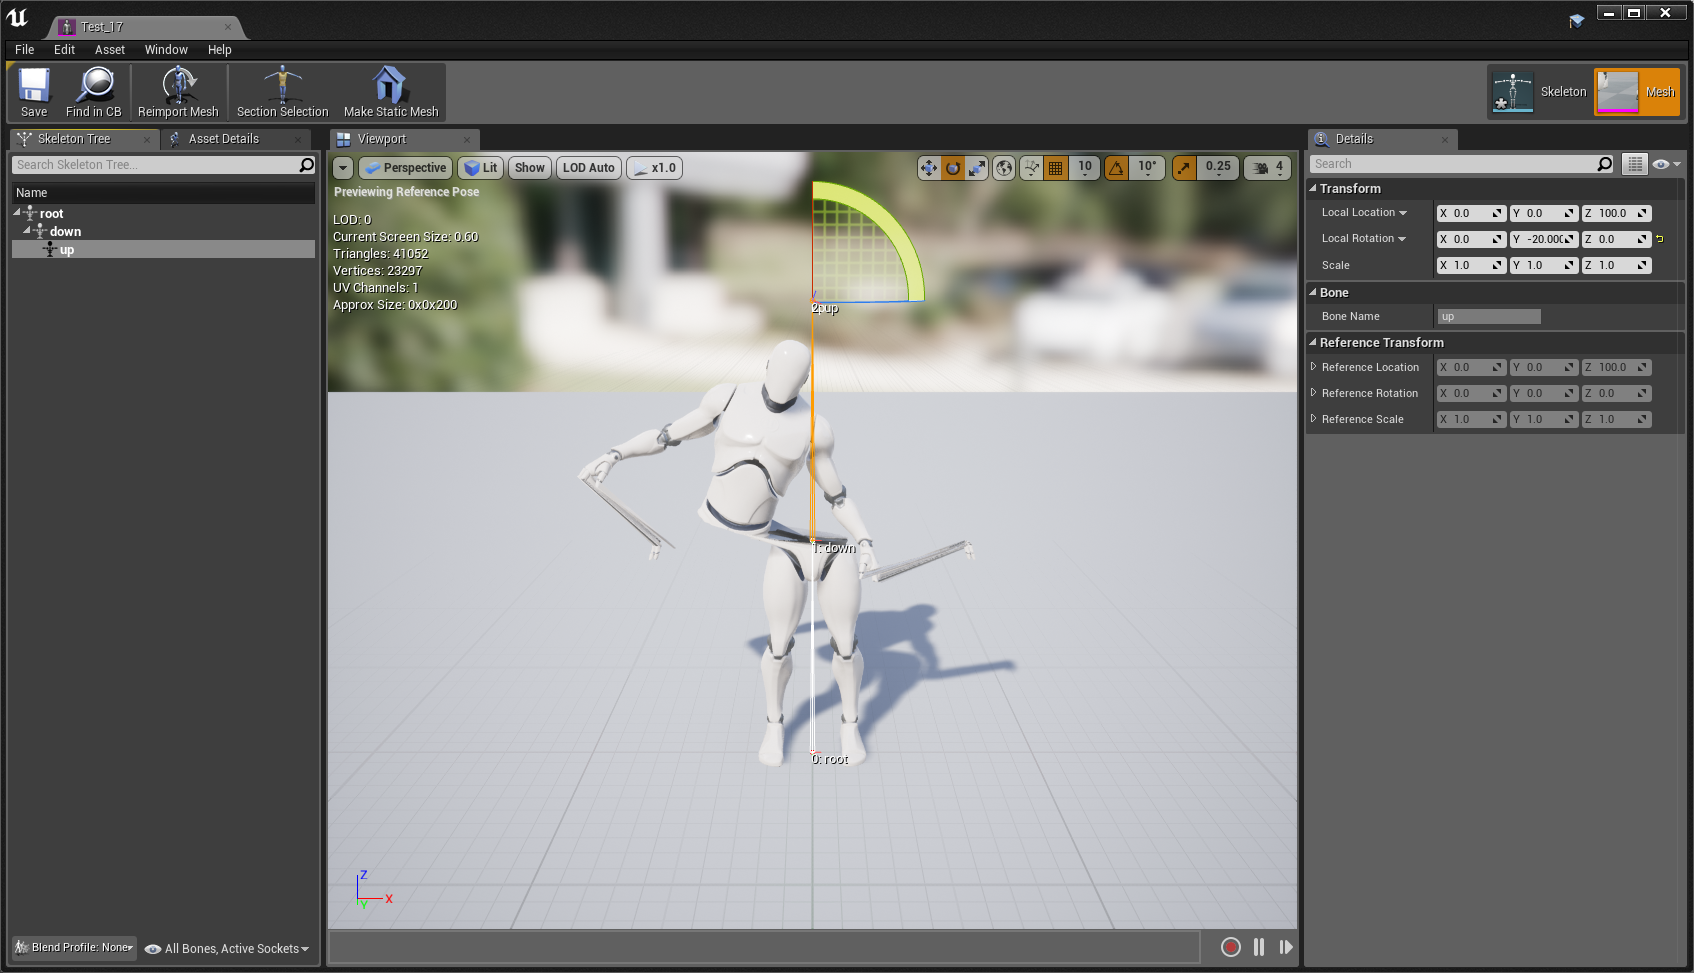 Test_17
File Edit Asset Window Help
Save Find in CB Reimport Mesh Section Selection Make Static Mesh Skeleton Mesh
Skeleton Tree Asset Details
Search Skeleton Tree...
Name
root
down
up
Blend Profile: None All Bones, Active Sockets
Viewport
Perspective Lit Show LOD Auto x1.0 10 10° 0.25 4
Previewing Reference Pose
LOD: 0
Current Screen Size: 0.60
Triangles: 41052
Vertices: 23297
UV Channels: 1
Approx Size: 0x0x200
2: up
1: down
0: root
Z
X
Y
Details
Search
Transform
Local Location X 0.0 Y 0.0 Z 100.0
Local Rotation X 0.0 Y -20.000 Z 0.0
Scale X 1.0 Y 1.0 Z 1.0
Bone
Bone Name up
Reference Transform
Reference Location X 0.0 Y 0.0 Z 100.0
Reference Rotation X 0.0 Y 0.0 Z 0.0
Reference Scale X 1.0 Y 1.0 Z 1.0